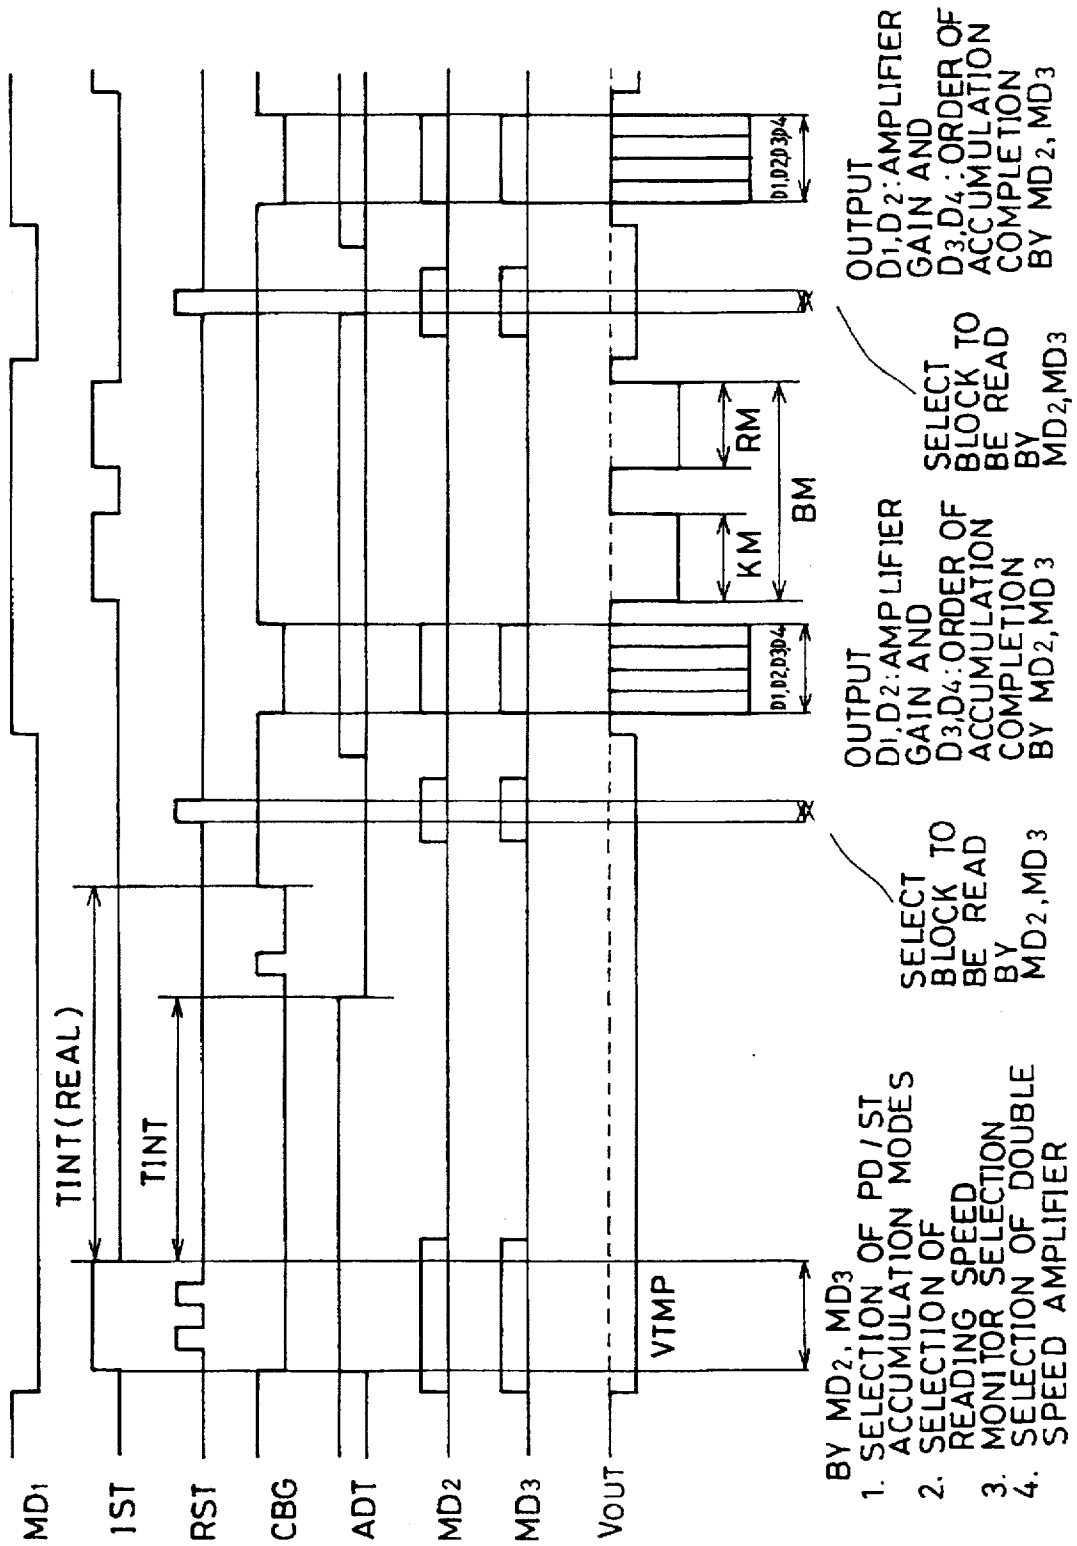 MD1
IST
RST
CBG
ADT
MD2
MD3
VOUT
TINT(REAL)
TINT
VTMP
D1,D2,D3,D4
KM
RM
BM
D1,D2,D3,D4
BY MD2, MD3
1. SELECTION OF PD/ST
ACCUMULATION MODES
2. SELECTION OF
READING SPEED
3. MONITOR SELECTION
4. SELECTION OF DOUBLE
SPEED AMPLIFIER
SELECT
BLOCK TO
BE READ
BY
MD2,MD3
OUTPUT
D1,D2:AMPLIFIER
GAIN AND
D3,D4:ORDER OF
ACCUMULATION
COMPLETION
BY MD2,MD3
SELECT
BLOCK TO
BE READ
BY
MD2,MD3
OUTPUT
D1,D2:AMPLIFIER
GAIN AND
D3,D4:ORDER OF
ACCUMULATION
COMPLETION
BY MD2,MD3